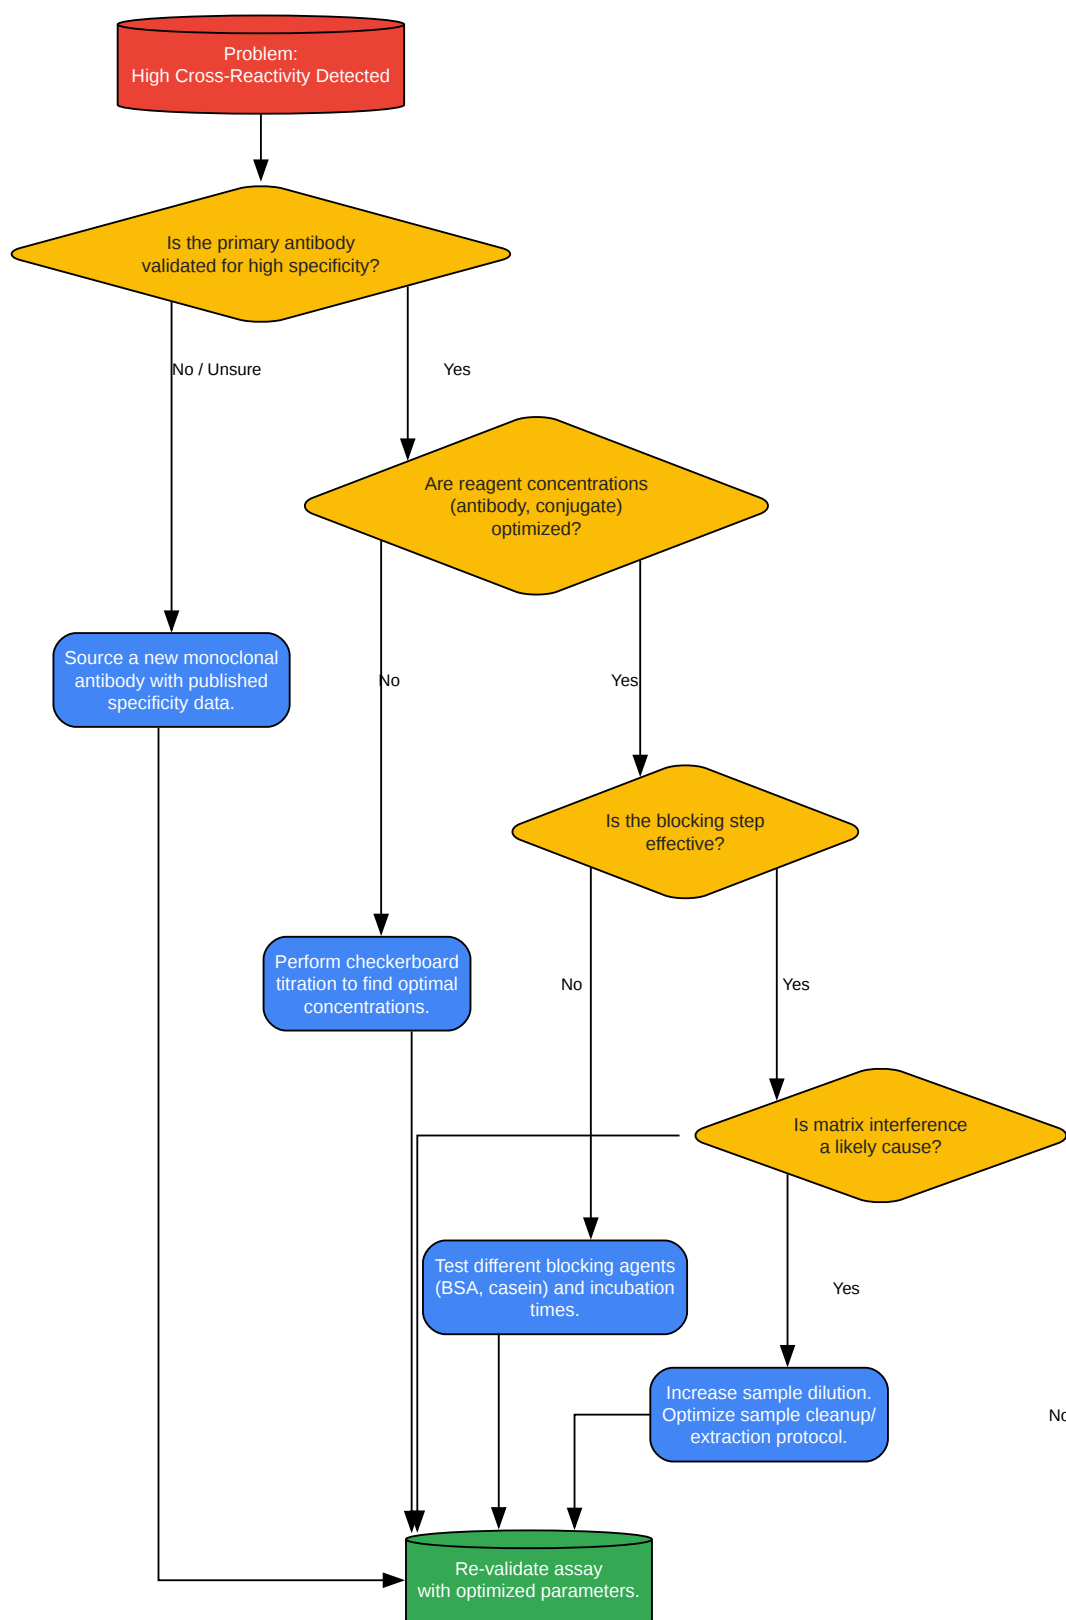 Problem:
High Cross-Reactivity Detected
Is the primary antibody
validated for high specificity?
No / Unsure
Yes
Are reagent concentrations
(antibody, conjugate)
optimized?
Source a new monoclonal
antibody with published
specificity data.
No
Yes
Is the blocking step
effective?
Perform checkerboard
titration to find optimal
concentrations.
No
Yes
Is matrix interference
a likely cause?
Test different blocking agents
(BSA, casein) and incubation
times.
Yes
Increase sample dilution.
Optimize sample cleanup/
extraction protocol.
No
Re-validate assay
with optimized parameters.